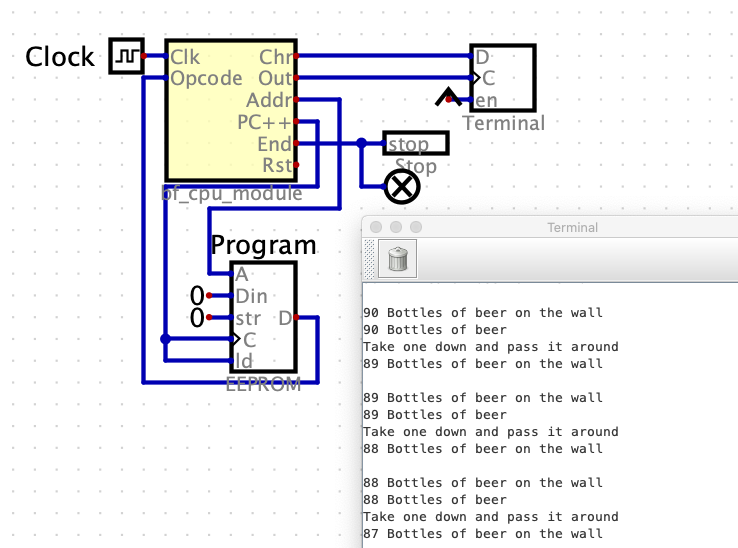 Clock
Clk
Chr
D
Opcode
Out
C
Addr
en
PC++
Terminal
End
stop
Rst
Stop
bf_cpu_module
Terminal
Program
A
0
Din
0
str
D
C
ld
EEPROM
90 Bottles of beer on the wall
90 Bottles of beer
Take one down and pass it around
89 Bottles of beer on the wall
89 Bottles of beer on the wall
89 Bottles of beer
Take one down and pass it around
88 Bottles of beer on the wall
88 Bottles of beer on the wall
88 Bottles of beer
Take one down and pass it around
87 Bottles of beer on the wall